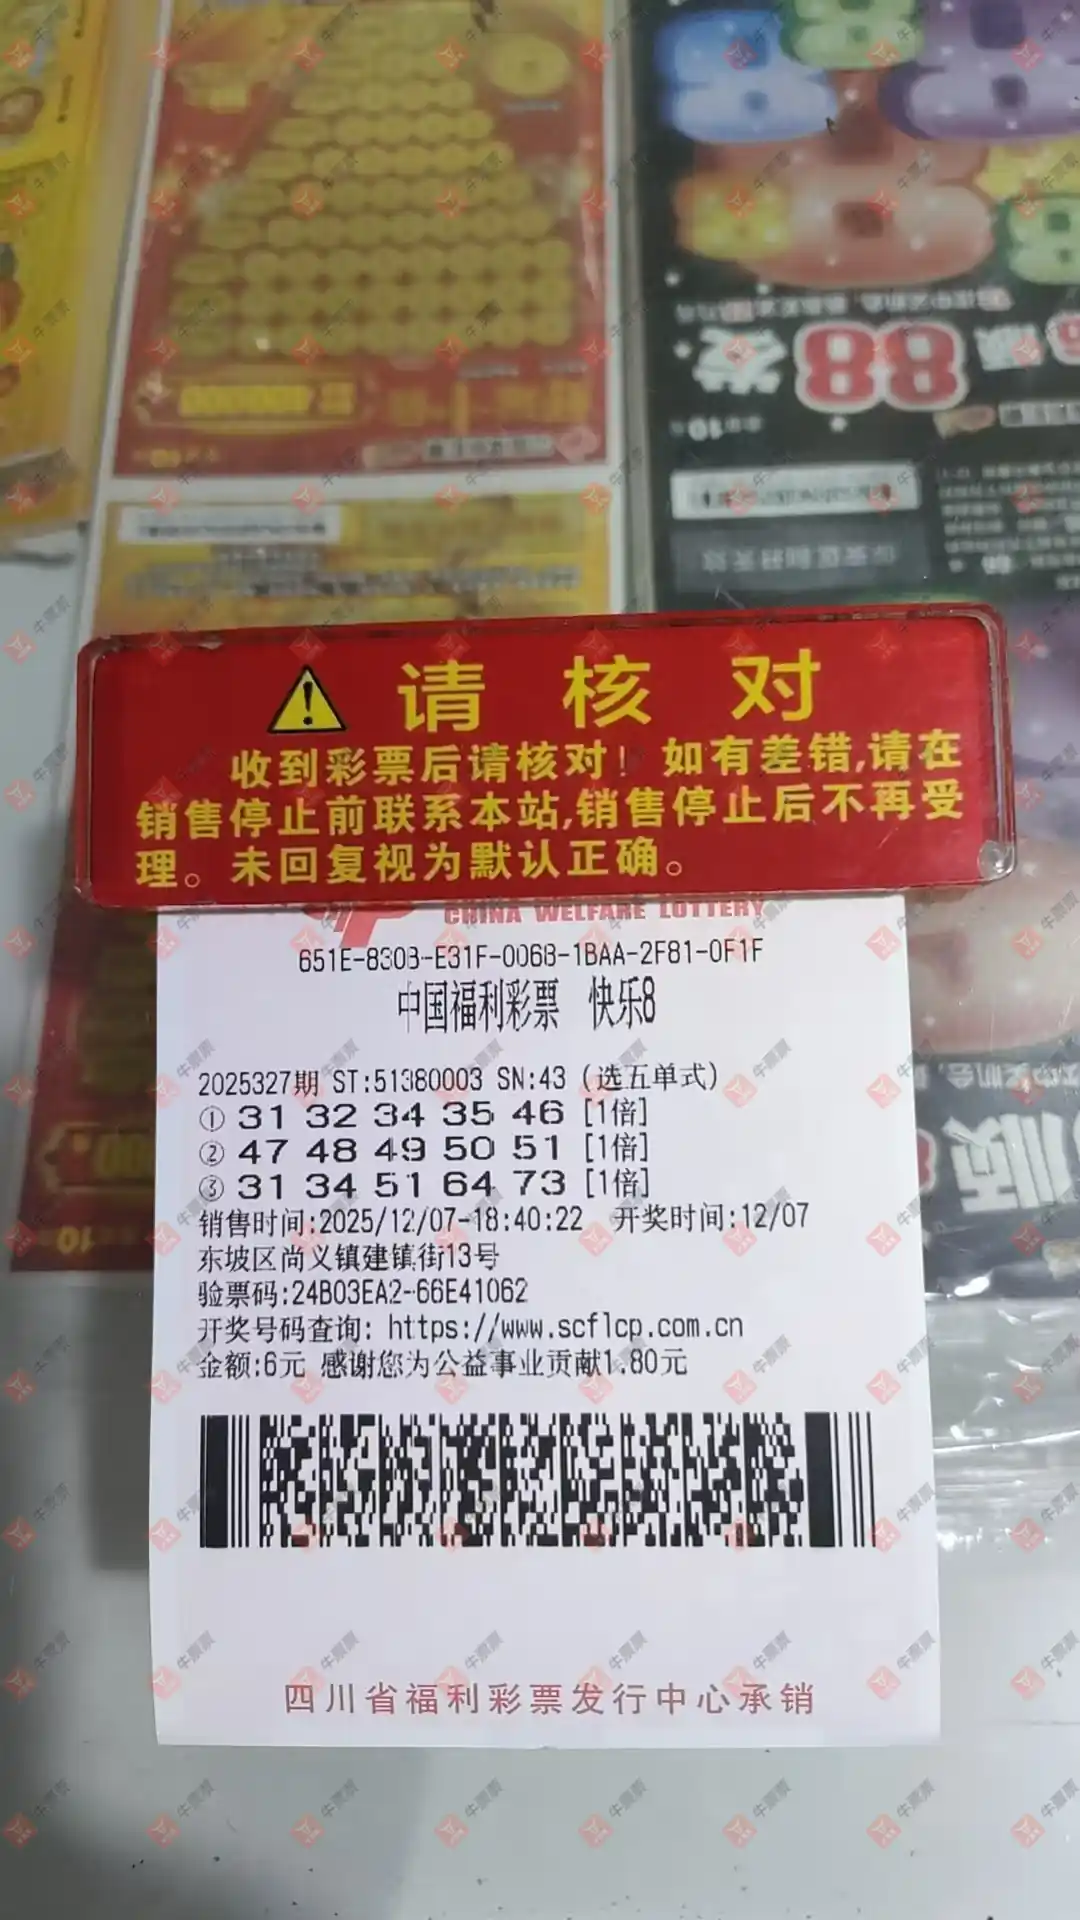 请核对
收到彩票后请核对！如有差错,请在
销售停止前联系本站,销售停止后不再受
理。未回复视为默认正确。
CHINA WELFARE LOTTERY
651E-830B-E31F-006B-1BAA-2F81-0F1F
中国福利彩票 快乐8
2025327期 ST:51380003 SN:43 (选五单式)
① 31 32 34 35 46 [1倍]
② 47 48 49 50 51 [1倍]
③ 31 34 51 64 73 [1倍]
销售时间:2025/12/07-18:40:22 开奖时间:12/07
东坡区尚义镇建镇街13号
验票码:24B03EA2-66E41062
开奖号码查询: https://www.scflcp.com.cn
金额:6元 感谢您为公益事业贡献1.80元
四川省福利彩票发行中心承销
牛票票